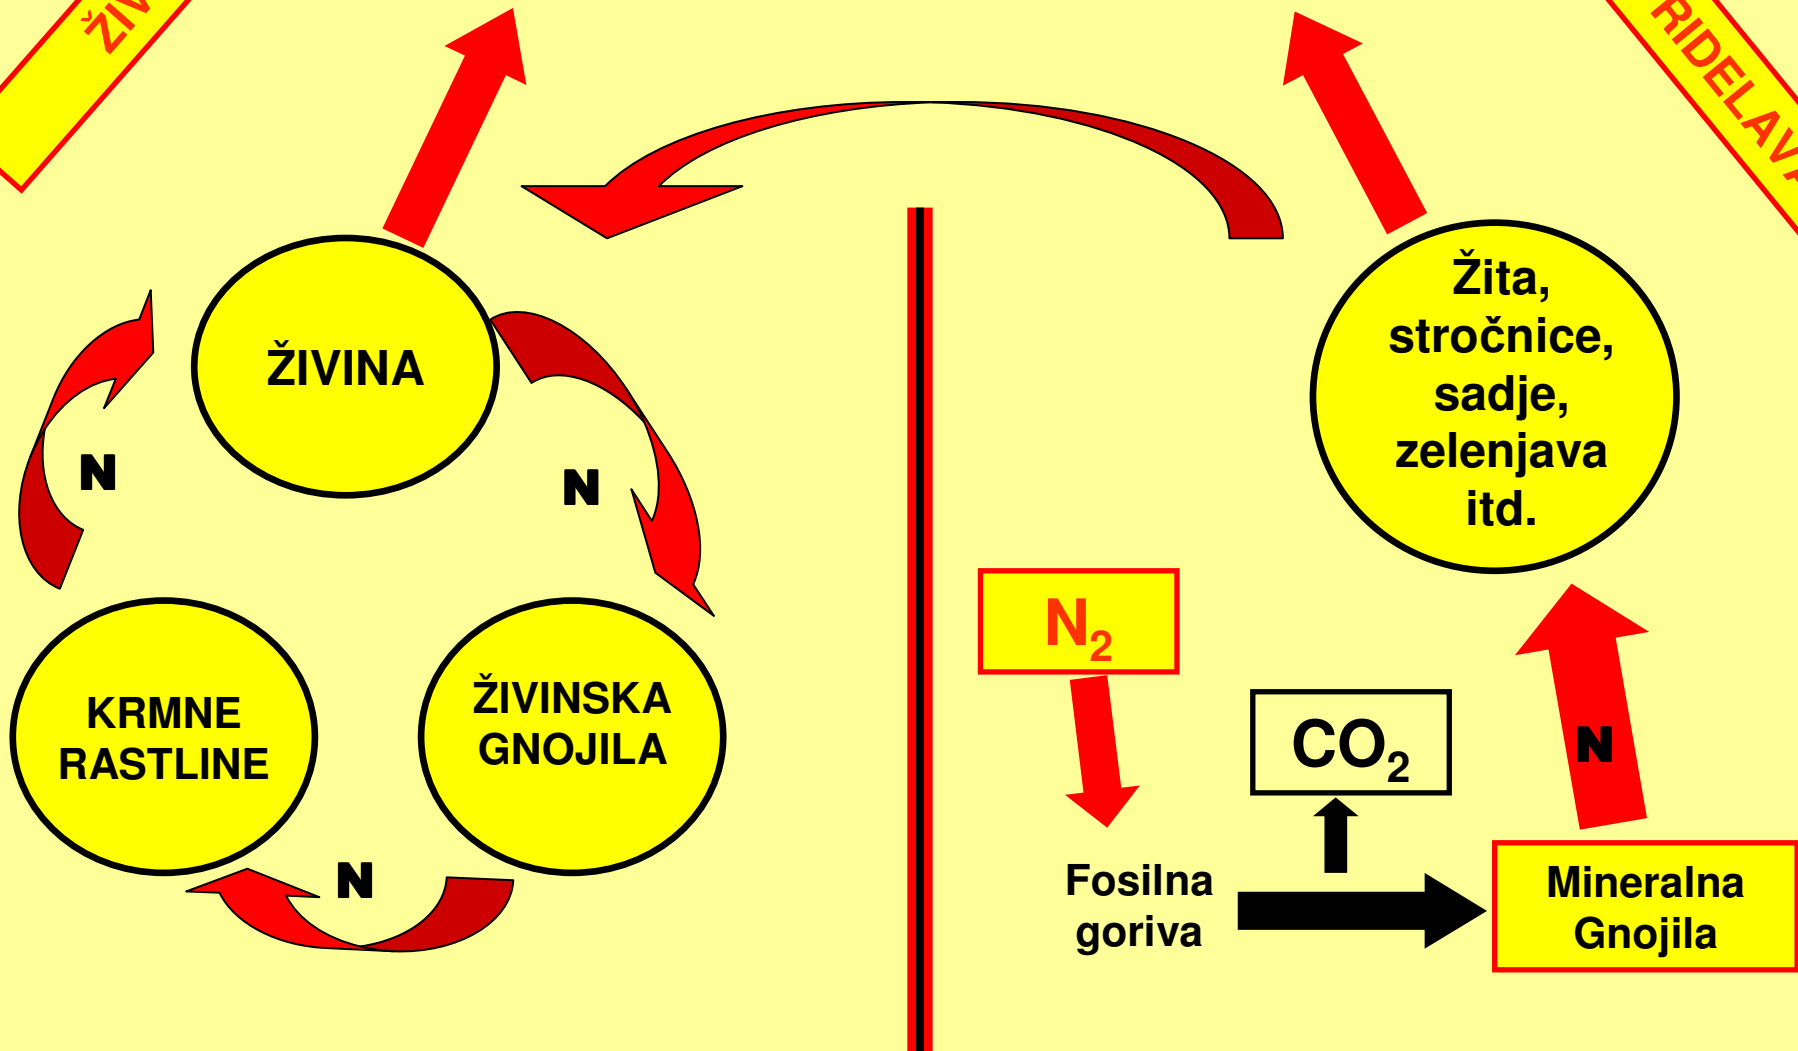 ŽIVINA
N
N
KRMNE
RASTLINE
ŽIVINSKA
GNOJILA
N
Žita,
stročnice,
sadje,
zelenjava
itd.
N₂
CO₂
N
Fosilna
goriva
Mineralna
Gnojila